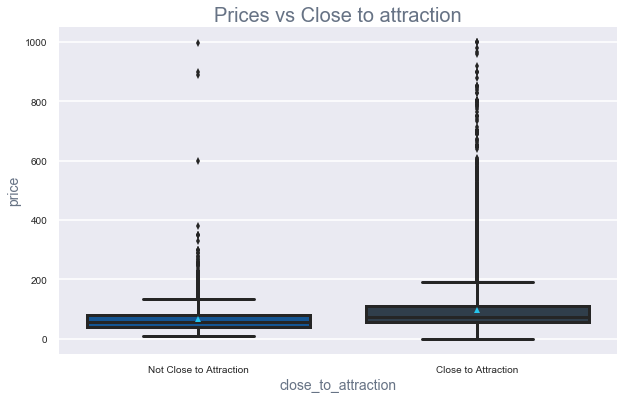 Prices vs Close to attraction
1000
800
600
400
200
0
price
Not Close to Attraction
Close to Attraction
close_to_attraction